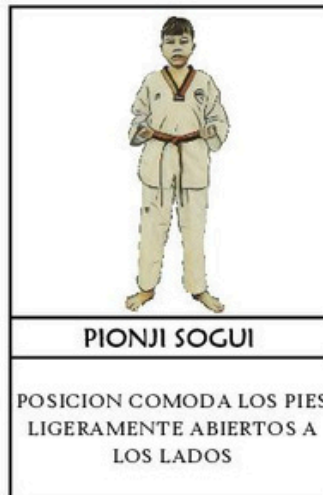 PIONJI SOGUI
POSICION COMODA LOS PIES
LIGERAMENTE ABIERTOS A
LOS LADOS